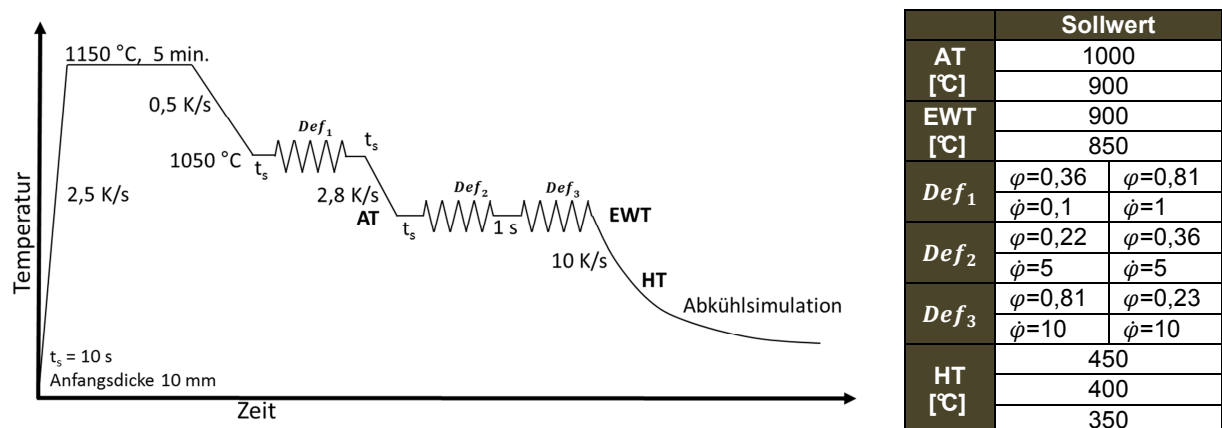 1150 °C, 5 min.
0,5 K/s
Def₁
tₛ
1050 °C
tₛ
2,5 K/s
2,8 K/s
Def₂
Def₃
AT
tₛ
1 s
EWT
10 K/s
HT
Abkühlsimulation
tₛ = 10 s
Anfangsdicke 10 mm
Temperatur
Zeit
Sollwert
AT [°C]
1000
900
EWT [°C]
900
850
Def₁
φ=0,36 φ=0,81
φ̇=0,1 φ̇=1
Def₂
φ=0,22 φ=0,36
φ̇=5 φ̇=5
Def₃
φ=0,81 φ=0,23
φ̇=10 φ̇=10
HT [°C]
450
400
350